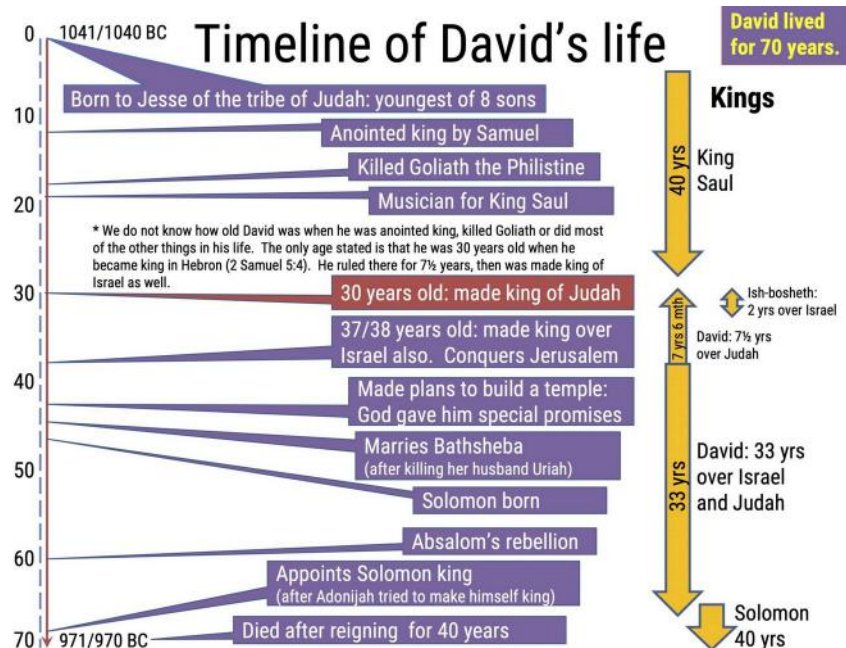 Timeline of David's life
David lived
for 70 years.
0
1041/1040 BC
Born to Jesse of the tribe of Judah: youngest of 8 sons
10
Anointed king by Samuel
Killed Goliath the Philistine
20
Musician for King Saul
* We do not know how old David was when he was anointed king, killed Goliath or did most
of the other things in his life. The only age stated is that he was 30 years old when he
became king in Hebron (2 Samuel 5:4). He ruled there for 7½ years, then was made king of
Israel as well.
30
30 years old: made king of Judah
37/38 years old: made king over
Israel also. Conquers Jerusalem
40
Made plans to build a temple:
God gave him special promises
Marries Bathsheba
(after killing her husband Uriah)
50
Solomon born
Absalom's rebellion
60
Appoints Solomon king
(after Adonijah tried to make himself king)
70
971/970 BC
Died after reigning for 40 years
Kings
40 yrs
King
Saul
Ish-bosheth:
2 yrs over Israel
7 yrs 6 mth
David: 7½ yrs
over Judah
33 yrs
David: 33 yrs
over Israel
and Judah
Solomon
40 yrs